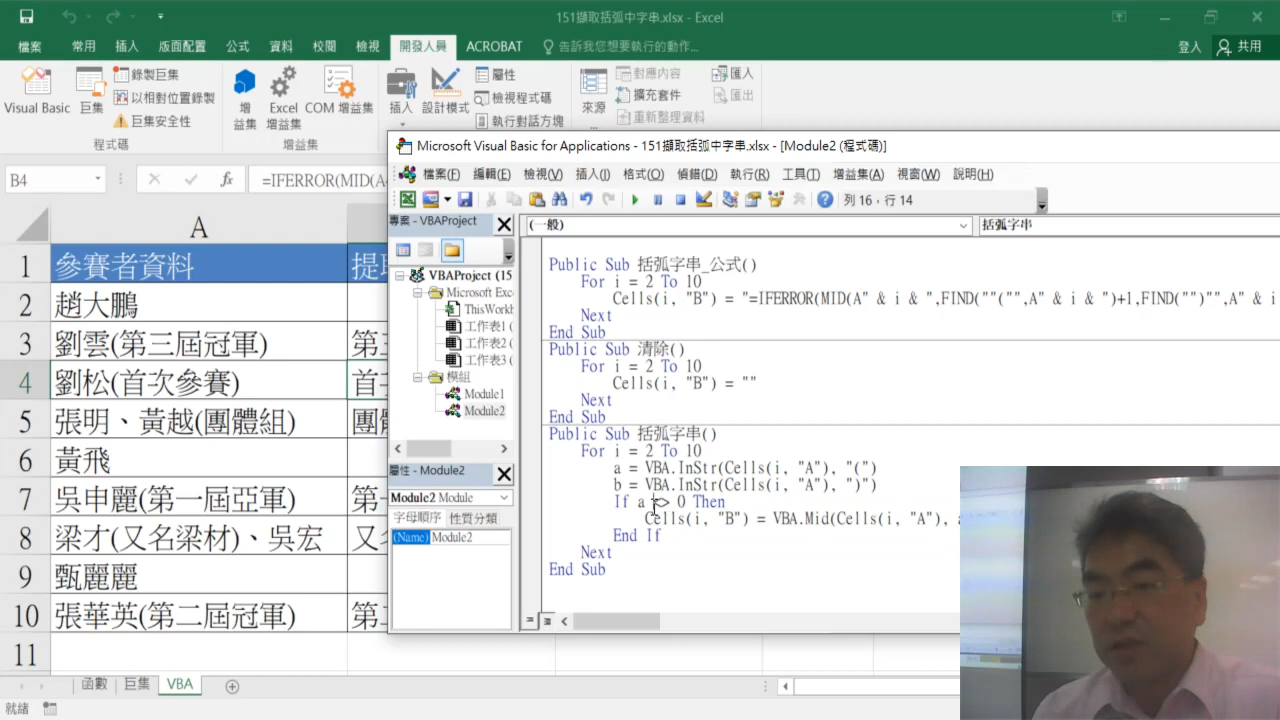 151擷取括弧中字串.xlsx - Excel
檔案 常用 插入 版面配置 公式 資料 校閱 檢視 開發人員 ACROBAT 告訴我您想要執行的動作... 登入 共用
Visual Basic 巨集 錄製巨集 以相對位置錄製 巨集安全性 程式碼
增益集 Excel 增益集 COM 增益集 增益集
插入 設計模式 屬性 檢視程式碼 執行對話方塊
來源 對應內容 擴充套件 重新整理資料 匯入 匯出
B4 fx =IFERROR(MID(A
A
1 參賽者資料
2 趙大鵬
3 劉雲(第三屆冠軍)
4 劉松(首次參賽)
5 張明、黃越(團體組) 團體
6 黃飛
7 吳申麗(第一屆亞軍)
8 梁才(又名梁材)、吳宏
9 甄麗麗
10 張華英(第二屆冠軍)
11
函數 巨集 VBA
就緒
Microsoft Visual Basic for Applications - 151擷取括弧中字串.xlsx - [Module2 (程式碼)]
檔案(F) 編輯(E) 檢視(V) 插入(I) 格式(O) 偵錯(D) 執行(R) 工具(T) 增益集(A) 視窗(W) 說明(H)
列 16，行 14
專案 - VBAProject
VBAProject (15
Microsoft Exc
ThisWorkb
工作表1 (
工作表2 (
工作表3 (
模組
Module1
Module2
屬性 - Module2
Module2 Module
字母順序 性質分類
(Name) Module2
(一般) 括弧字串
Public Sub 括弧字串_公式()
For i = 2 To 10
Cells(i, "B") = "=IFERROR(MID(A" & i & ",FIND(""("",A" & i & ")+1,FIND("")"",A" & i
Next
End Sub
Public Sub 清除()
For i = 2 To 10
Cells(i, "B") = ""
Next
End Sub
Public Sub 括弧字串()
For i = 2 To 10
a = VBA.InStr(Cells(i, "A"), "(")
b = VBA.InStr(Cells(i, "A"), ")")
If a <> 0 Then
Cells(i, "B") = VBA.Mid(Cells(i, "A"),
End If
Next
End Sub